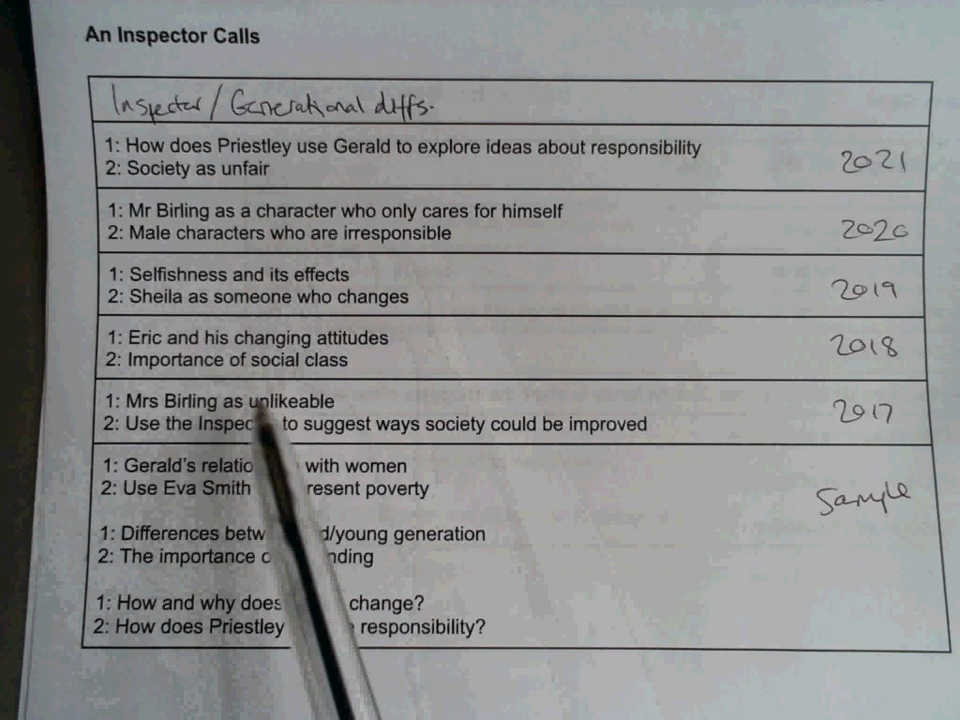 An Inspector Calls
Inspector / Generational diffs.
1: How does Priestley use Gerald to explore ideas about responsibility
2: Society as unfair
2021
1: Mr Birling as a character who only cares for himself
2: Male characters who are irresponsible
2020
1: Selfishness and its effects
2: Sheila as someone who changes
2019
1: Eric and his changing attitudes
2: Importance of social class
2018
1: Mrs Birling as unlikeable
2: Use the Inspec to suggest ways society could be improved
2017
1: Gerald's relatio with women
2: Use Eva Smith resent poverty
Sample
1: Differences betw d/young generation
2: The importance nding
1: How and why does change?
2: How does Priestley responsibility?